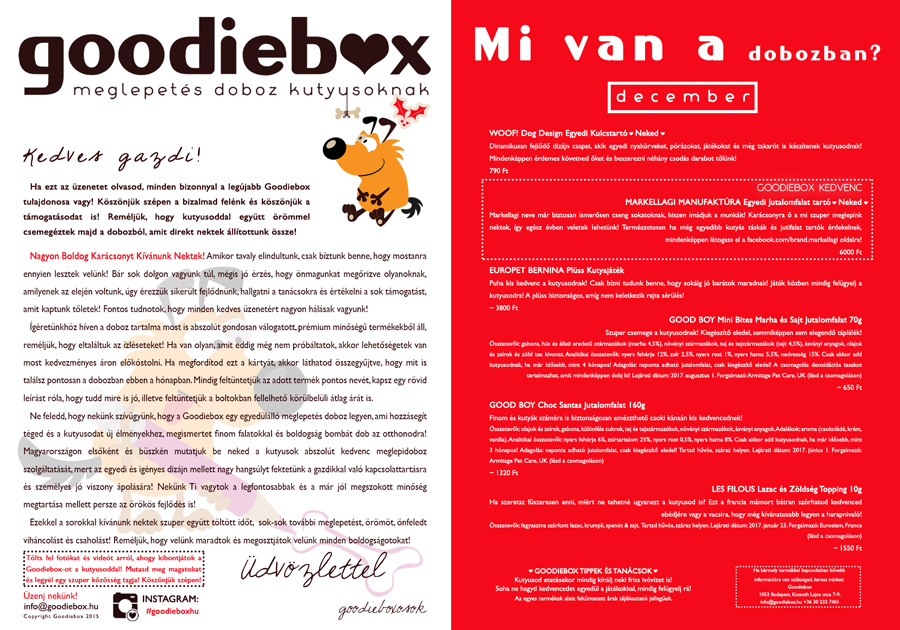 goodiebox
meglepetés doboz kutyusoknak
Kedves gazdi!
Ha ezt az üzenetet olvasod, minden bizonnyal a legújabb Goodiebox
tulajdonosa vagy! Köszönjük szépen a bizalmad felénk és köszönjük a
támogatásodat is! Reméljük, hogy kutyusoddal együtt örömmel
csemegéztek majd a dobozból, amit direkt nektek állítottunk össze!
Nagyon Boldog Karácsonyt Kívánunk Nektek! Amikor tavaly elindultunk, csak bíztunk benne, hogy mostanra
ennyien lesztek velünk! Bár sok dolgon vagyunk túl, mégis jó érzés, hogy önmagunkat megőrizve olyanoknak,
amilyenek az elején voltunk, úgy érezzük sikerült fejlődnünk, hallgatni a tanácsokra és értékelni a sok támogatást,
amit kaptunk tőletek! Fontos tudnotok, hogy minden kedves üzenetért nagyon hálásak vagyunk!
Ígéretünkhöz híven a doboz tartalma most is abszolút gondosan válogatott, prémium minőségű termékekből áll,
reméljük, hogy eltaláltuk az ízléseteket! Ha van olyan, amit eddig még nem próbáltatok, akkor lehetőségetek van
most kedvezményes áron előkóstolni. Ha megfordítod ezt a kártyát, akkor láthatod összegyűjtve, hogy mit is
találsz pontosan a dobozban ebben a hónapban. Mindig feltüntetjük az adott termék pontos nevét, kapsz egy rövid
leírást róla, hogy tudd mire is jó, illetve feltüntetjük a boltokban fellelhető körülbelüli átlag árát is.
Ne feledd, hogy nekünk szívügyünk, hogy a Goodiebox egy egyedülálló meglepetés doboz legyen, ami hozzásegít
téged és a kutyusodat új élményekhez, megismertet finom falatokkal és boldogság bombát dob az otthonodra!
Magyarországon elsőként és büszkén mutatjuk be neked a kutyusok abszolút kedvenc meglepidoboz
szolgáltatását, mert az egyedi és igényes dizájn mellett nagy hangsúlyt fektetünk a gazdikkal való kapcsolattartásra
és személyes jó viszony ápolására! Nekünk Ti vagytok a legfontosabbak és a már jól megszokott minőség
megtartása mellett persze az örökös fejlődés is!
Ezekkel a sorokkal kívánunk nektek szuper együtt töltött időt, sok-sok további meglepetést, örömöt, önfeledt
viháncolást és csaholást! Reméljük, hogy velünk maradtok és megosztjátok velünk minden boldogságotokat!
Tölts fel fotókat és videót arról, ahogy kibontjátok a
Goodiebox-ot a kutyusoddal! Mutasd meg magatokat
és legyél egy szuper közösség tagja! Köszönjük szépen!
Üzenj nekünk!
info@goodiebox.hu
Copyright Goodiebox 2015
INSTAGRAM:
#goodieboxhu
Üdvözlettel
goodieboxosok
Mi van a dobozban?
december
WOOF! Dog Design Egyedi Kulcstartó ♥ Neked ♥
Dinamikusan fejlődő dizájn csapat, akik egyedi nyakörveket, pórázokat, játékokat és még takarót is készítenek kutyusodnak!
Mindenképpen érdemes követned őket és beszerezni néhány csodás darabot tőlünk!
790 Ft
GOODIEBOX KEDVENC
MARKELLAGI MANUFAKTÚRA Egyedi Jutalomfalat tartó ♥ Neked ♥
Markellagi neve már biztosan ismerősen cseng sokatoknak, hiszen imádjuk a munkáit! Karácsonyra ő a mi szuper meglepink
nektek, így egész évben veletek lehetünk! Természetesen ha még egyedibb kutyás táskák és jutifalat tartók érdekelnek,
mindenképpen látogass el a facebook.com/brand.markellagi oldalra!
6000 Ft
EUROPET BERNINA Plüss Kutyajáték
Puha kis kedvenc a kutyusodnak! Csak bízni tudunk benne, hogy sokáig jó barátok maradnak! Játék közben mindig felügyelj a
kutyusodra! A plüss biztonságos, amíg nem keletkezik rajta sérülés!
~ 3800 Ft
GOOD BOY Mini Bites Marha és Sajt Jutalomfalat 70g
Szuper csemege a kutyusodnak! Kiegészítő eledel, semmiképpen sem elegendő táplálék!
Összetevők: gabona, hús és állati eredetű származékok (marha 4,5%), növényi származékok, tej és tejszármazékok (sajt 4,5%), ásványi anyagok, olajok
és zsírok és zöld tea kivonat. Analitikai összetevők: nyers fehérje 12%, zsír 2,5%, nyers rost 1%, nyers hamu 5,5%, nedvesség 15%. Csak akkor add
kutyusodnak, ha már idősebb, mint 4 hónapos! Adagolás: naponta adható jutalomfalat, csak kiegészítő eledel! A csomagolás deoxidációs tasakot
tartalmazhat, amit mindenképpen dobj ki! Lejárati dátum: 2017. augusztus 1. Forgalmazó: Armitage Pet Care, UK (lásd a csomagoláson)
~ 650 Ft
GOOD BOY Choc Santas Jutalomfalat 160g
Finom és kutyák számára is biztonságosan emészthető csoki kánaán kis kedvencednek!
Összetevők: olajok és zsírok, gabona, különféle cukrok, tej és tejszármazékok, növényi származékok, ásványi anyagok. Adalékok: aroma (csokoládé, krém,
vanília). Analitikai összetevők: nyers fehérje 6%, zsírtartalom 25%, nyers rost 0,5%, nyers hamu 8%. Csak akkor add kutyusodnak, ha már idősebb, mint
3 hónapos! Adagolás: naponta adható jutalomfalat, csak kiegészítő eledel! Tartsd hűvös, száraz helyen. Lejárati dátum: 2017. június 1. Forgalmazó:
Armitage Pet Care, UK (lásd a csomagoláson)
~ 1320 Ft
LES FILOUS Lazac és Zöldség Topping 10g
Ha szeretsz fűszeresen enni, miért ne tehetné ugyanezt a kutyusod is? Ezt a francia mámort bátran szórhatod kedvenced
ebédjére vagy a vacsira, hogy még kívánatosabb legyen a harapnivaló!
Összetevők: fagyasztva szárított lazac, krumpli, spenót & sajt. Tartsd hűvös, száraz helyen. Lejárati dátum: 2017. január 23. Forgalmazó: Eurosiam, France
(lásd a csomagoláson)
~ 1550 Ft
♥ GOODIEBOX TIPPEK ÉS TANÁCSOK ♥
Kutyusod etetésekor mindig kínálj neki friss ivóvizet is!
Soha ne hagyd kedvencedet egyedül a játékokkal, mindig felügyelj rá!
Az egyes termékek alatt feltüntetett árak tájékoztató jellegűek.
Ha bármely termékkel kapcsolatban bővebb
információra van szükséged, keress minket:
Goodiebox
1053 Budapest, Kossuth Lajos utca 7-9.
info@goodiebox.hu +36 30 233 7401